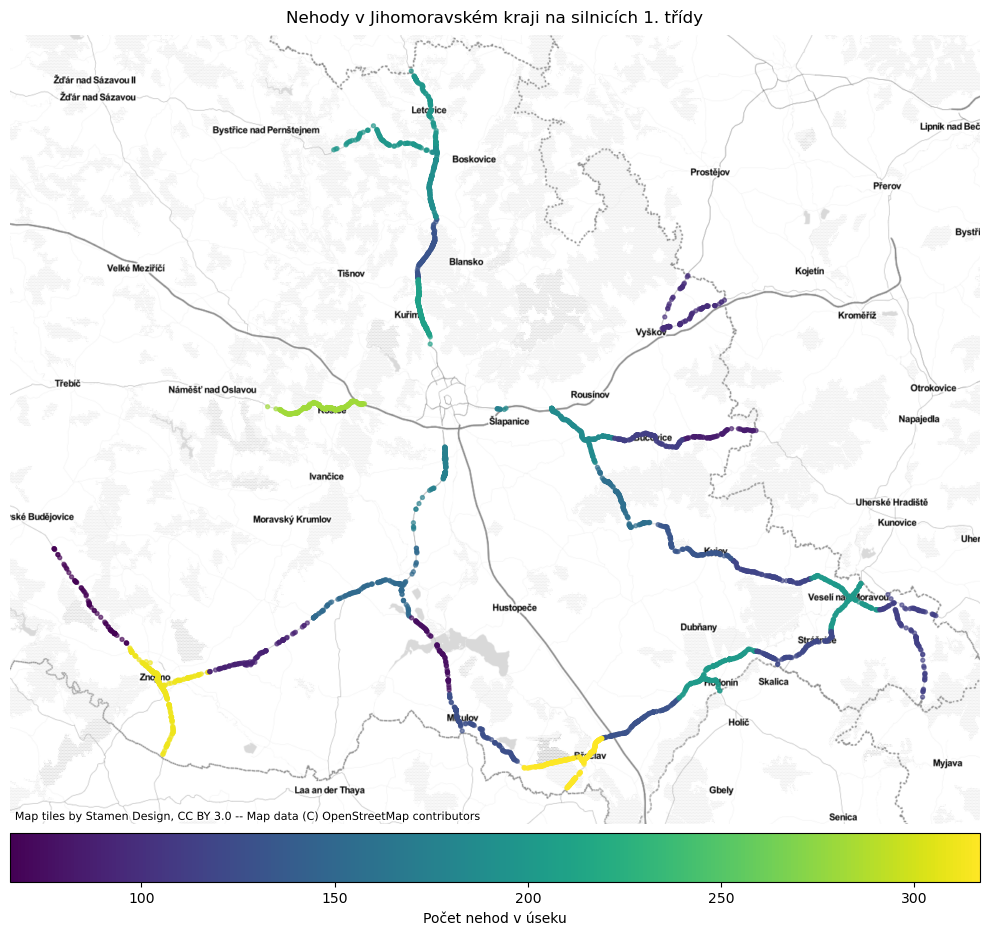 Nehody v Jihomoravském kraji na silnicích 1. třídy
Žďár nad Sázavou II
Žďár nad Sázavou
Letovice
Lipník nad Beč
Bystřice nad Pernštejnem
Boskovice
Prostějov
Přerov
Bystři
Velké Meziříčí
Tišnov
Blansko
Kojetín
Kuřim
Vyškov
Kroměříž
Třebíč
Náměšť nad Oslavou
Rousínov
Otrokovice
Šlapanice
Napajedla
Bučovice
Ivančice
Uherské Hradiště
vské Budějovice
Moravský Krumlov
Kunovice
Uher
Kyjov
Veselí na Moravou
Hustopeče
Dubňany
Strážnice
Znojmo
Hodonín
Skalica
Mikulov
Holíč
Břeclav
Myjava
Laa an der Thaya
Gbely
Senica
Map tiles by Stamen Design, CC BY 3.0 -- Map data (C) OpenStreetMap contributors
100 150 200 250 300
Počet nehod v úseku